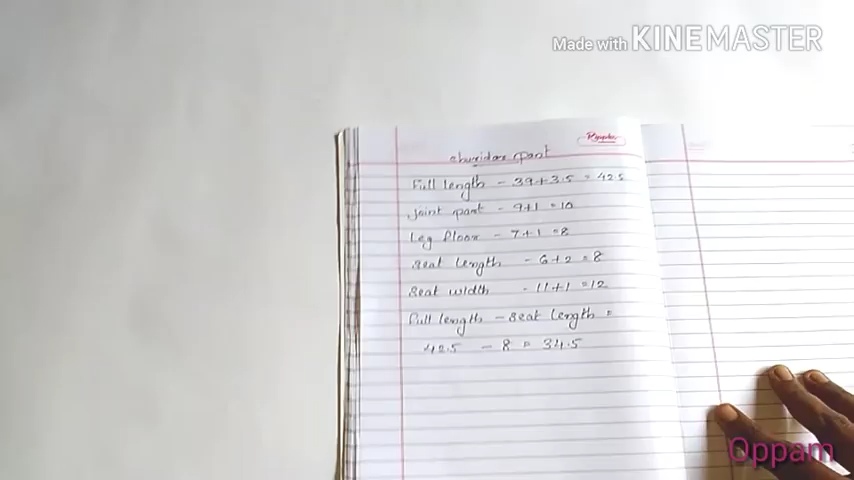 Made with KINEMASTER
churidar pant
Full length - 39+3.5 = 42.5
Joint part - 9+1 = 10
Leg floor - 7+1 = 8
Seat length - 6+2 = 8
Seat width - 11+1 = 12
Full length - seat length =
42.5 - 8 = 34.5
Oppam